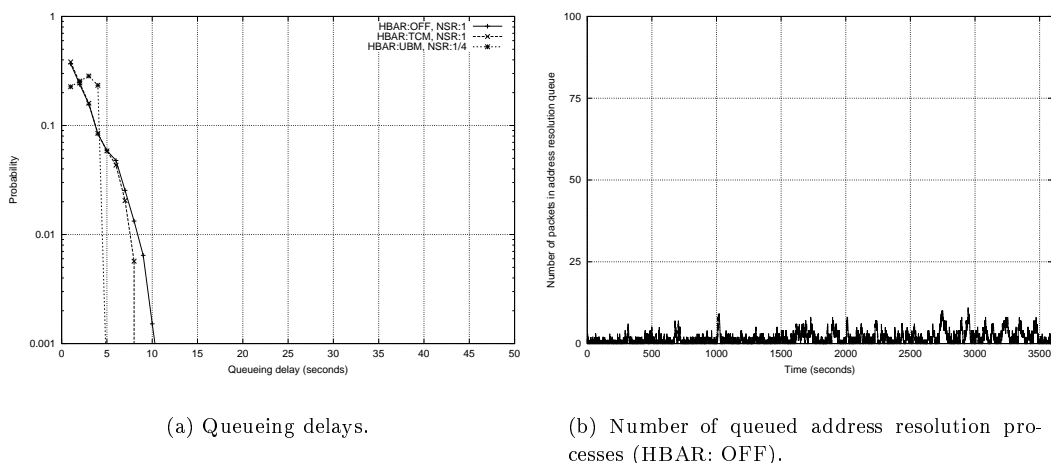 1
0.1
0.01
0.001
Probability
HBAR:OFF, NSR:1
HBAR:TCM, NSR:1
HBAR:UBM, NSR:1/4
0 5 10 15 20 25 30 35 40 45 50
Queueing delay (seconds)
(a) Queueing delays.
100
75
50
25
0
Number of packets in address resolution queue
0 500 1000 1500 2000 2500 3000 3500
Time (seconds)
(b) Number of queued address resolution pro-
cesses (HBAR: OFF).